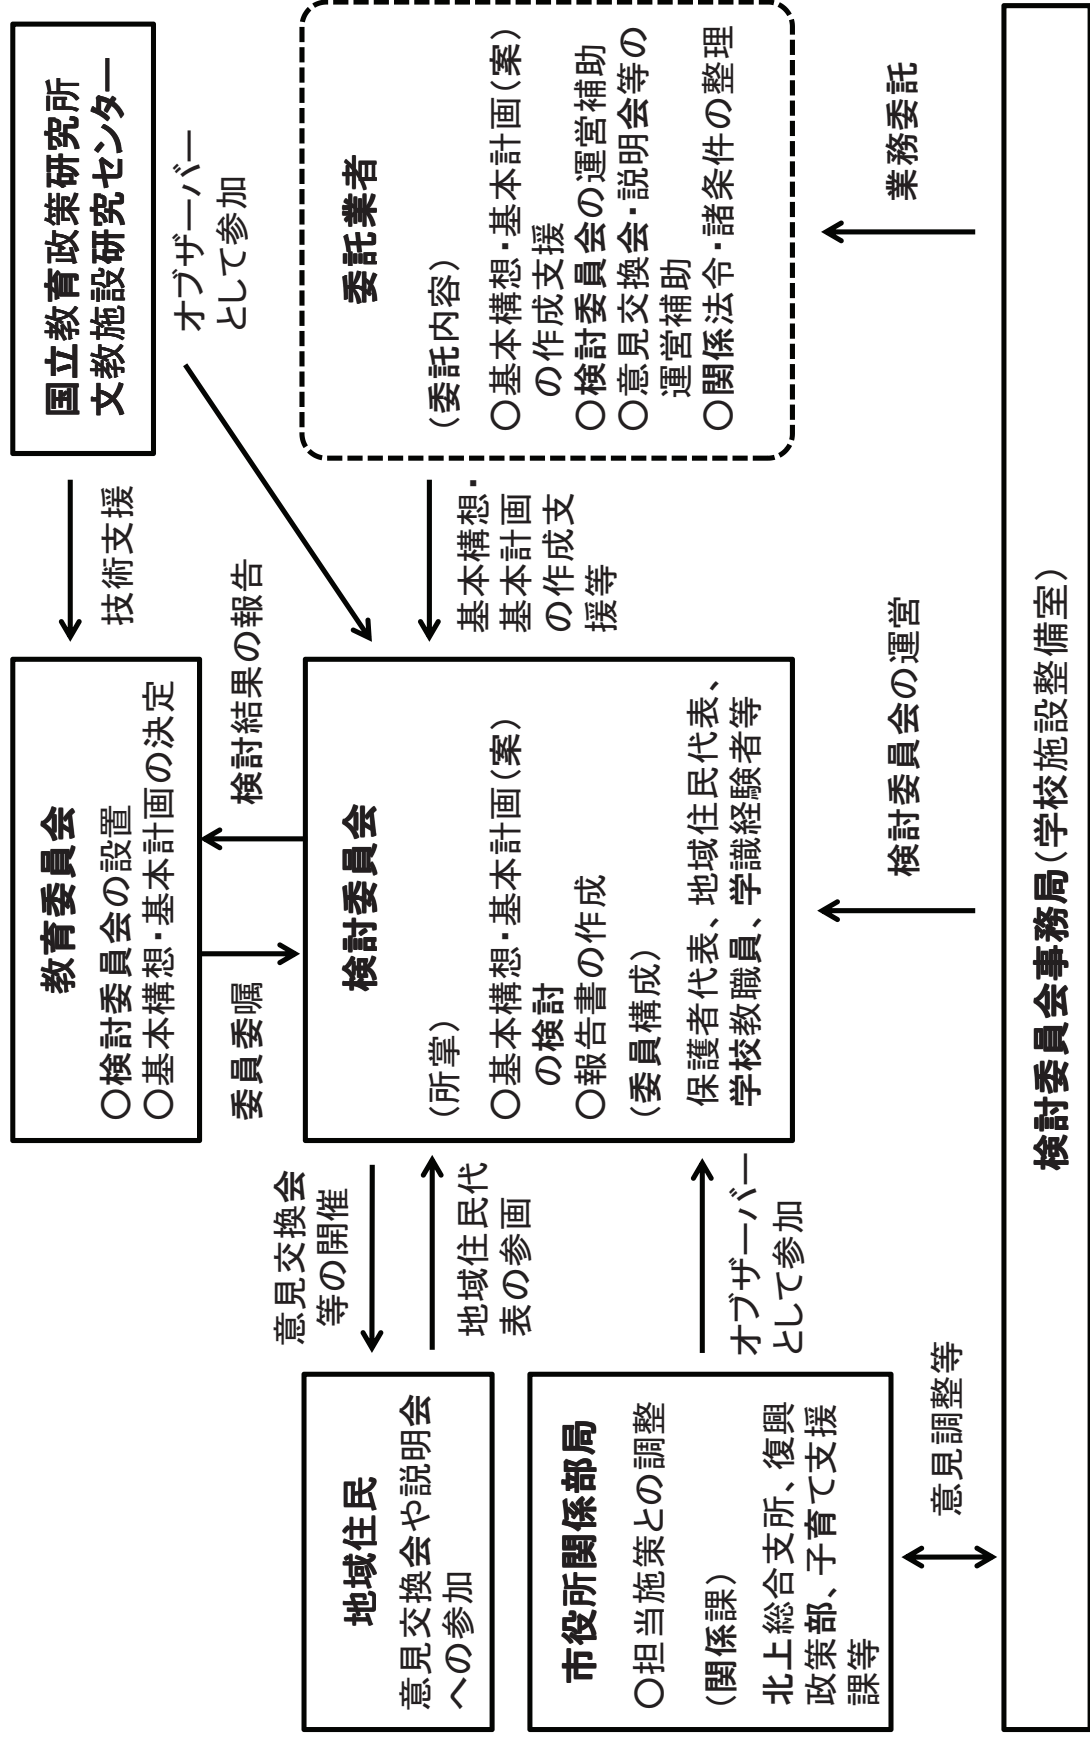 教育委員会
○検討委員会の設置
○基本構想・基本計画の決定
技術支援
国立教育政策研究所
文教施設研究センター
委員委嘱
検討結果の報告
オブザーバー
として参加
地域住民
意見交換会や説明会
への参加
意見交換会
等の開催
地域住民代
表の参画
検討委員会
(所掌)
○基本構想・基本計画(案)
の検討
○報告書の作成
(委員構成)
保護者代表、地域住民代表、
学校教職員、学識経験者等
基本構想・
基本計画
の作成支
援等
委託業者
(委託内容)
○基本構想・基本計画(案)
の作成支援
○検討委員会の運営補助
○意見交換会・説明会等の
運営補助
○関係法令・諸条件の整理
市役所関係部局
○担当施策との調整
(関係課)
北上総合支所、復興
政策部、子育て支援
課等
オブザーバー
として参加
意見調整等
検討委員会の運営
業務委託
検討委員会事務局(学校施設整備室)